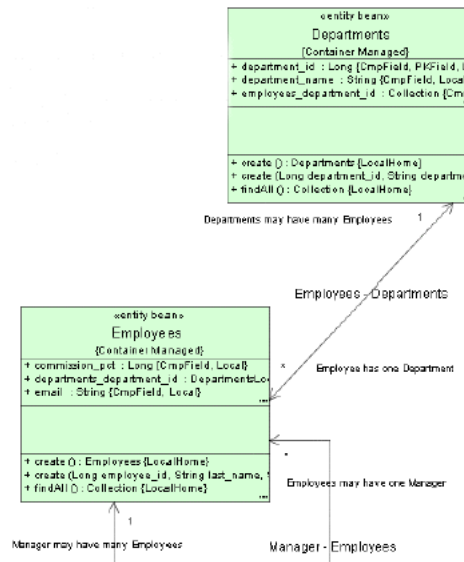 «entity bean»
Departments
{Container Managed}
+ department_id : Long {CmpField, PKField, L
+ department_name : String {CmpField, Local
+ employees_department_id : Collection {Cm
+ create () : Departments {LocalHome}
+ create (Long department_id, String departme
+ findAll () : Collection {LocalHome}
Departments may have many Employees
1
Employees - Departments
«entity bean»
Employees
{Container Managed}
+ commission_pct : Long {CmpField, Local}
+ departments_department_id : DepartmentsLo
+ email : String {CmpField, Local}
...
*
Employee has one Department
+ create () : Employees {LocalHome}
+ create (Long employee_id, String last_name, S
+ findAll () : Collection {LocalHome}
...
*
Employees may have one Manager
1
Manager may have many Employees
Manager - Employees